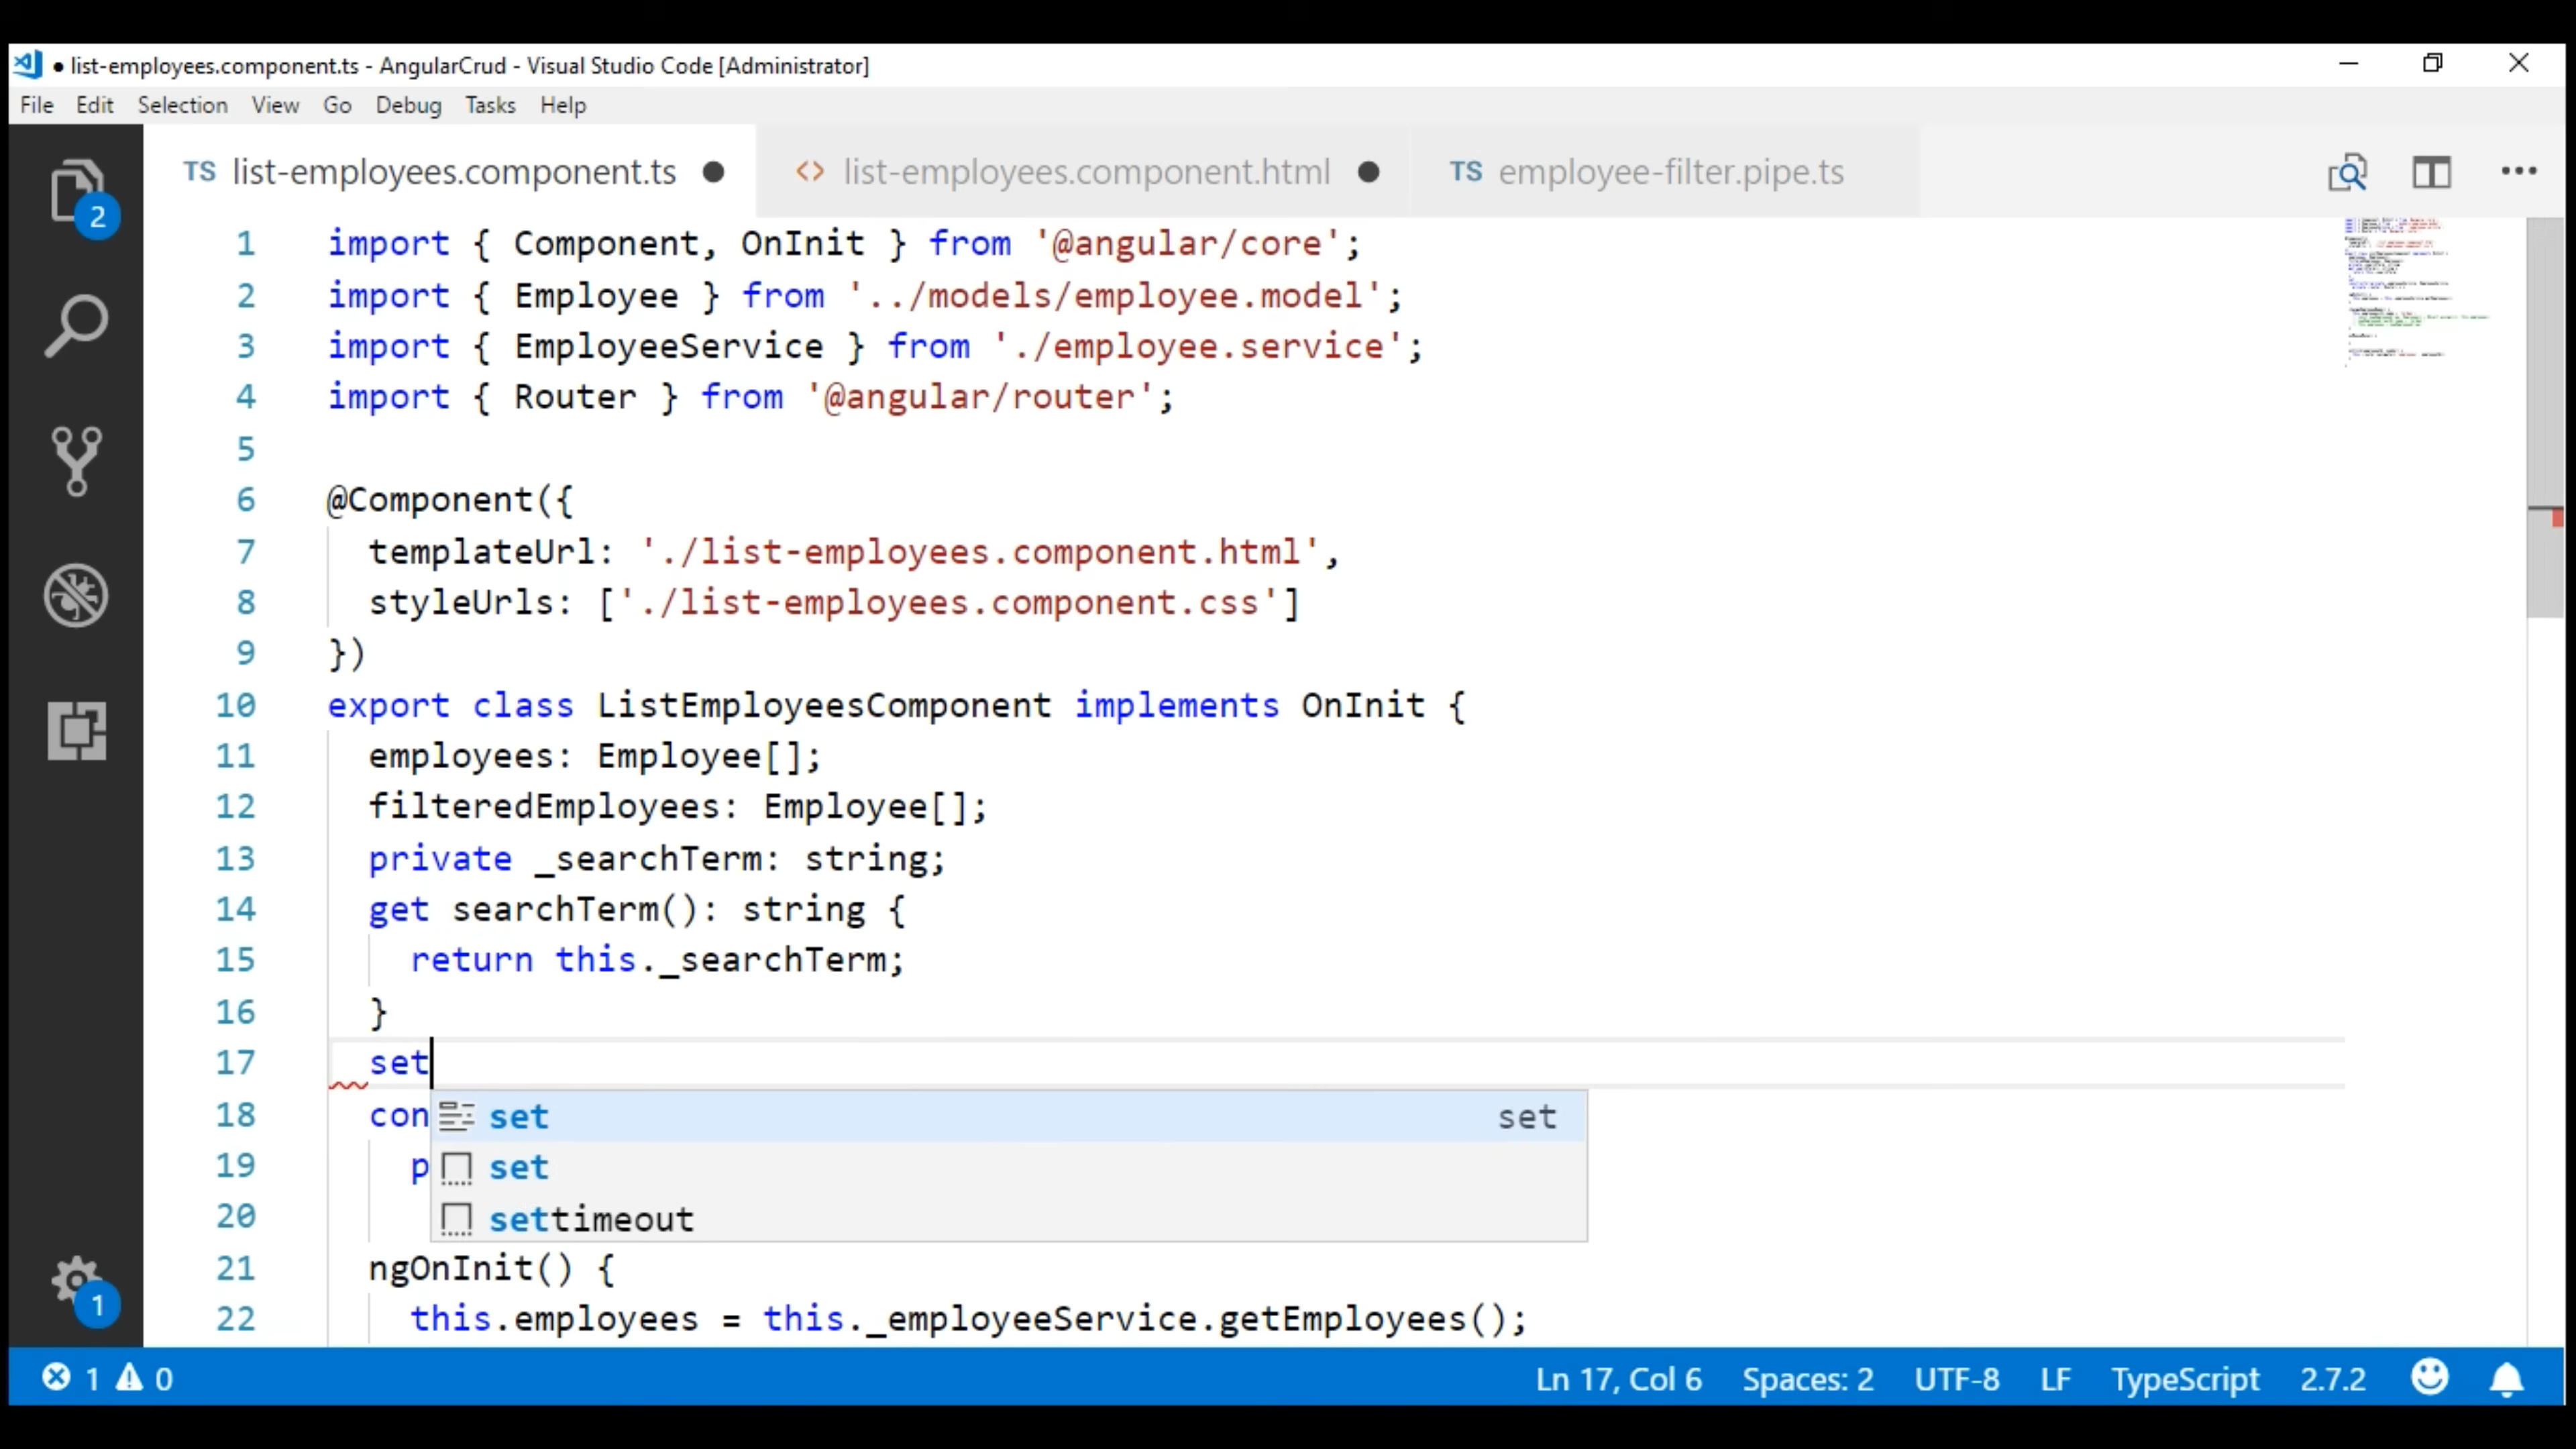 ● list-employees.component.ts - AngularCrud - Visual Studio Code [Administrator]
File Edit Selection View Go Debug Tasks Help
TS list-employees.component.ts ● <> list-employees.component.html ● TS employee-filter.pipe.ts
2
1 import { Component, OnInit } from '@angular/core';
2 import { Employee } from '../models/employee.model';
3 import { EmployeeService } from './employee.service';
4 import { Router } from '@angular/router';
5
6 @Component({
7 templateUrl: './list-employees.component.html',
8 styleUrls: ['./list-employees.component.css']
9 })
10 export class ListEmployeesComponent implements OnInit {
11 employees: Employee[];
12 filteredEmployees: Employee[];
13 private _searchTerm: string;
14 get searchTerm(): string {
15 return this._searchTerm;
16 }
17 set
18 con
set set
19 p
set
20
settimeout
21 ngOnInit() {
22 this.employees = this._employeeService.getEmployees();
1
1 0 Ln 17, Col 6 Spaces: 2 UTF-8 LF TypeScript 2.7.2